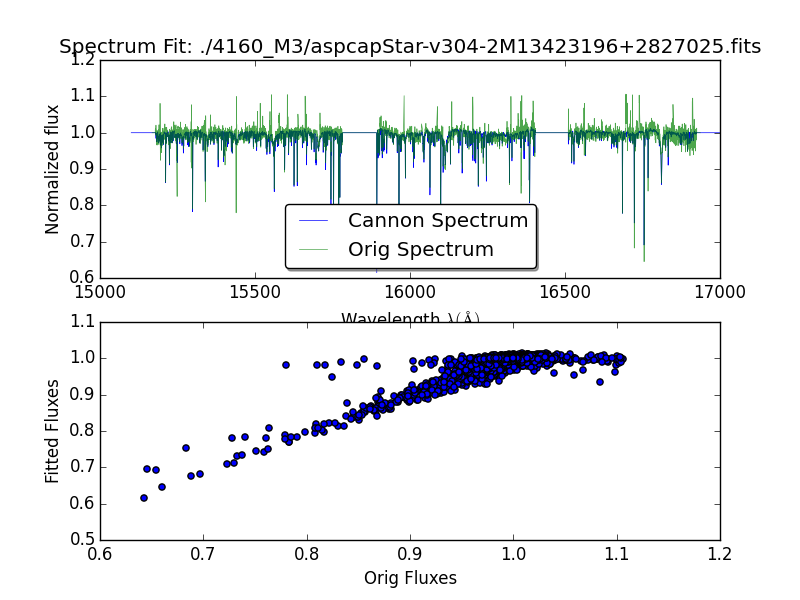 Spectrum Fit: ./4160_M3/aspcapStar-v304-2M13423196+2827025.fits
1.2
1.1
1.0
0.9
0.8
0.7
0.6
Normalized flux
Cannon Spectrum
Orig Spectrum
15000 15500 16000 16500 17000
Wavelength λ(Å)
1.1
1.0
0.9
0.8
0.7
0.6
0.5
Fitted Fluxes
0.6 0.7 0.8 0.9 1.0 1.1 1.2
Orig Fluxes